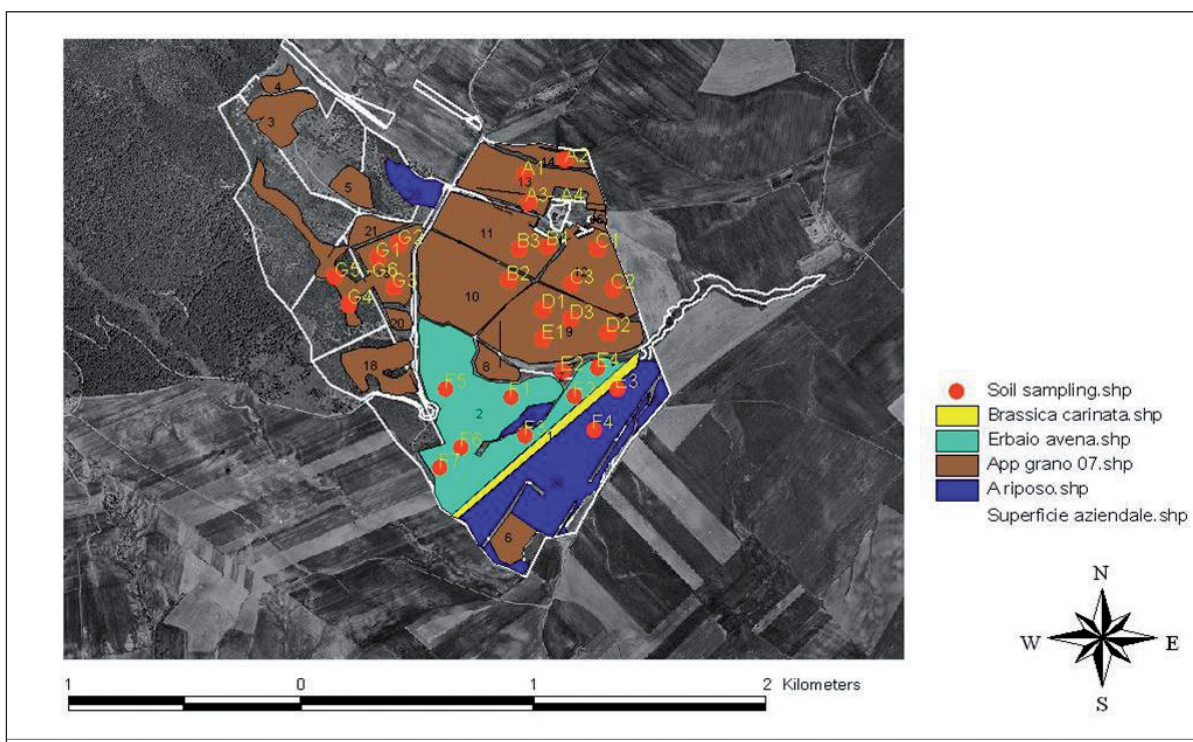 4
3
5
21
14
A2
A1
13
A3
A4
11
B3
B4
C1
G2
G1
G5
G6
G3
G4
B2
12
C3
C2
10
D1
D3
9
D2
E1
20
18
8
E2
E4
E3
F5
F1
F2
2
F3
F4
F6
F7
6
Soil sampling.shp
Brassica carinata.shp
Erbaio avena.shp
App grano 07.shp
A riposo.shp
Superficie aziendale.shp
N
W
E
S
1
0
1
2
Kilometers